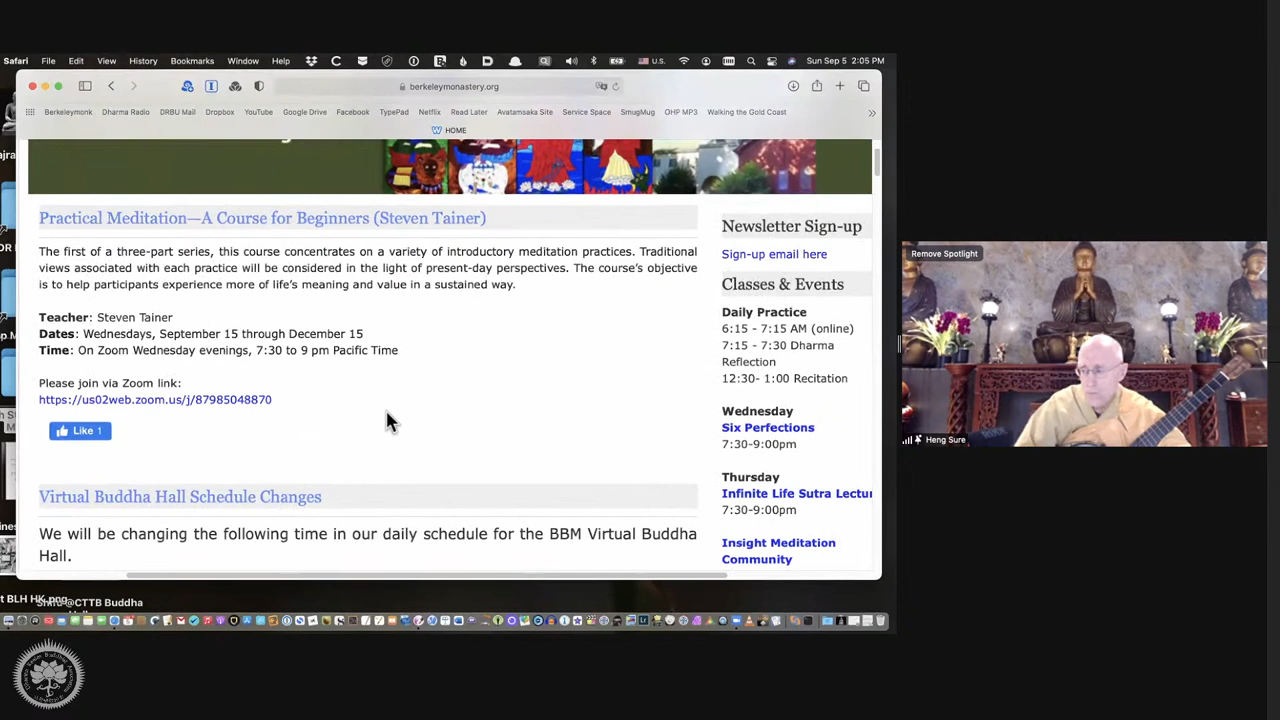 Safari File Edit View History Bookmarks Window Help U.S. Sun Sep 5 2:05 PM
berkeleymonastery.org
Berkeleymonk Dharma Radio DRBU Mail Dropbox YouTube Google Drive Facebook TypePad Netflix Read Later Avatamsaka Site Service Space SmugMug OHP MP3 Walking the Gold Coast
HOME
Practical Meditation—A Course for Beginners (Steven Tainer)
The first of a three-part series, this course concentrates on a variety of introductory meditation practices. Traditional
views associated with each practice will be considered in the light of present-day perspectives. The course's objective
is to help participants experience more of life's meaning and value in a sustained way.
Teacher: Steven Tainer
Dates: Wednesdays, September 15 through December 15
Time: On Zoom Wednesday evenings, 7:30 to 9 pm Pacific Time
Please join via Zoom link:
https://us02web.zoom.us/j/87985048870
Like 1
Virtual Buddha Hall Schedule Changes
We will be changing the following time in our daily schedule for the BBM Virtual Buddha
Hall.
Newsletter Sign-up
Sign-up email here
Classes & Events
Daily Practice
6:15 - 7:15 AM (online)
7:15 - 7:30 Dharma
Reflection
12:30- 1:00 Recitation
Wednesday
Six Perfections
7:30-9:00pm
Thursday
Infinite Life Sutra Lectur
7:30-9:00pm
Insight Meditation
Community
Remove Spotlight
Heng Sure
BLH HK.png
@CTTB Buddha